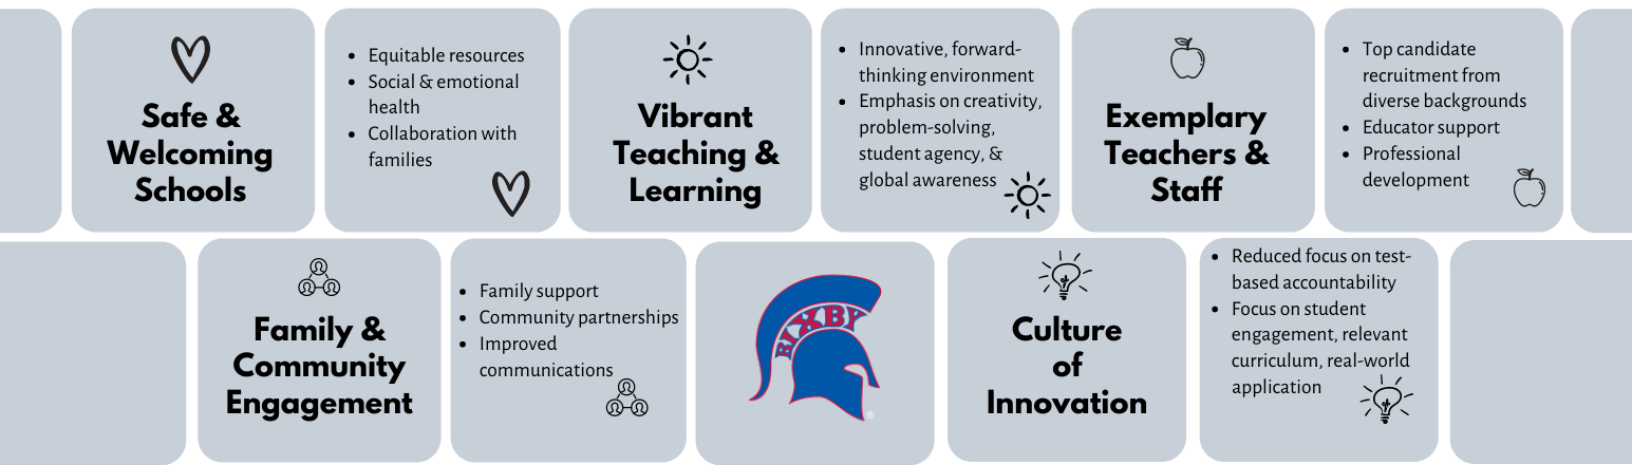 Safe &
Welcoming
Schools
• Equitable resources
• Social & emotional
health
• Collaboration with
families
Vibrant
Teaching &
Learning
• Innovative, forward-
thinking environment
• Emphasis on creativity,
problem-solving,
student agency, &
global awareness
Exemplary
Teachers &
Staff
• Top candidate
recruitment from
diverse backgrounds
• Educator support
• Professional
development
Family &
Community
Engagement
• Family support
• Community partnerships
• Improved
communications
BIXBY
®
Culture
of
Innovation
• Reduced focus on test-
based accountability
• Focus on student
engagement, relevant
curriculum, real-world
application